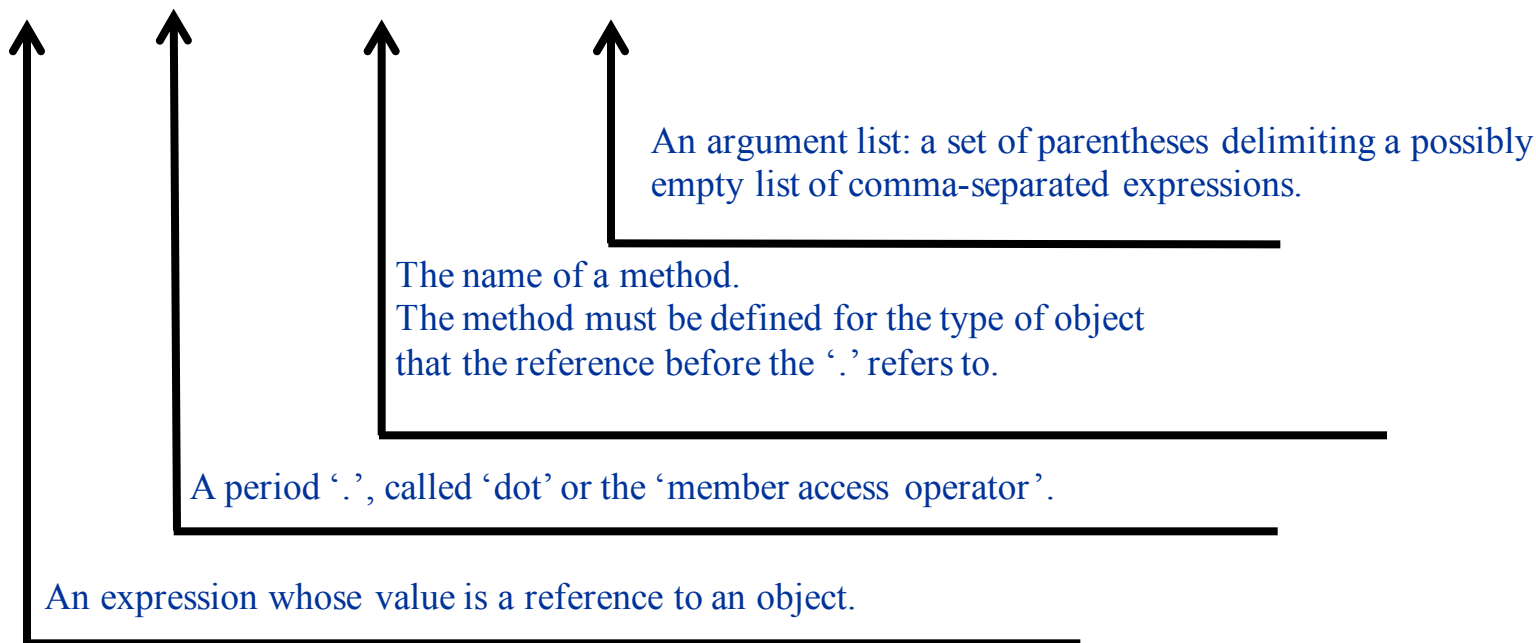 An argument list: a set of parentheses delimiting a possibly
empty list of comma-separated expressions.
The name of a method.
The method must be defined for the type of object
that the reference before the ‘.’ refers to.
A period ‘.’, called ‘dot’ or the ‘member access operator’.
An expression whose value is a reference to an object.